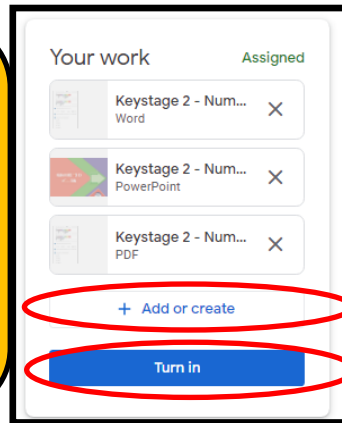 Your work Assigned
Keystage 2 - Num...
Word
Keystage 2 - Num...
PowerPoint
Keystage 2 - Num...
PDF
+ Add or create
Turn in